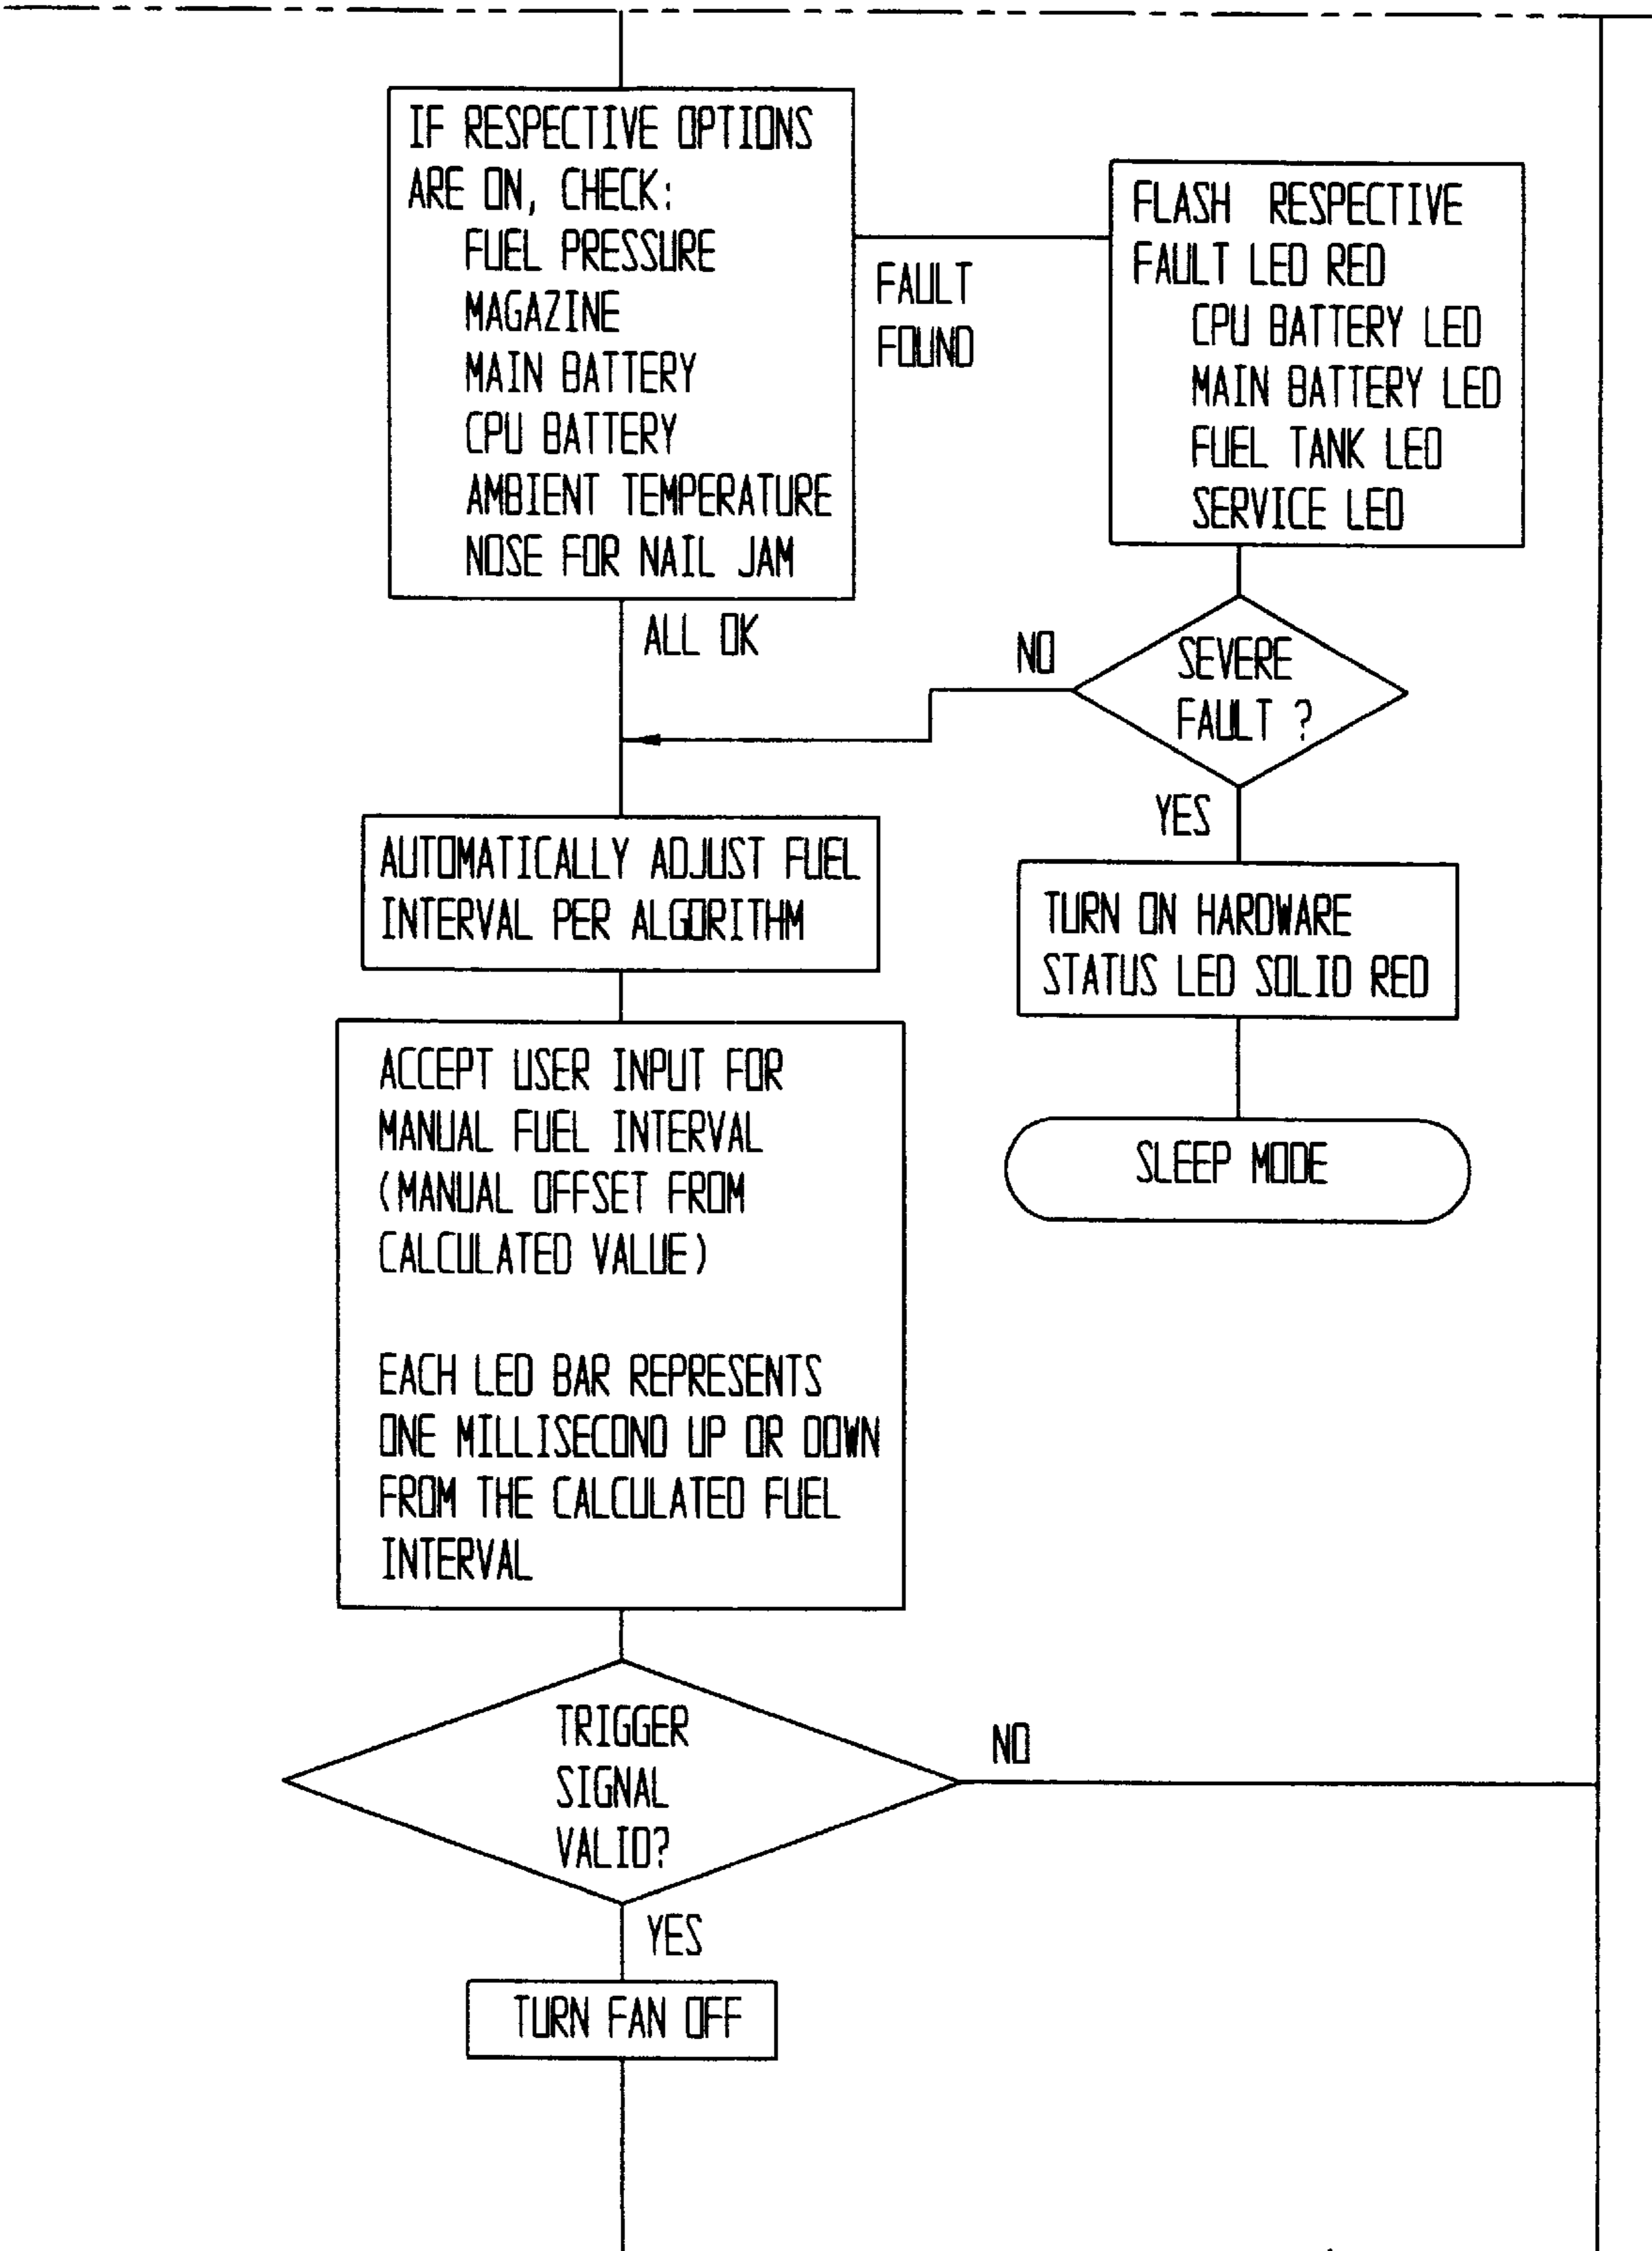 IF RESPECTIVE OPTIONS
ARE ON, CHECK:
FUEL PRESSURE
MAGAZINE
MAIN BATTERY
CPU BATTERY
AMBIENT TEMPERATURE
NOSE FOR NAIL JAM
FAULT
FOUND
FLASH RESPECTIVE
FAULT LED RED
CPU BATTERY LED
MAIN BATTERY LED
FUEL TANK LED
SERVICE LED
ALL OK
NO
SEVERE
FAULT ?
YES
AUTOMATICALLY ADJUST FUEL
INTERVAL PER ALGORITHM
TURN ON HARDWARE
STATUS LED SOLID RED
SLEEP MODE
ACCEPT USER INPUT FOR
MANUAL FUEL INTERVAL
(MANUAL OFFSET FROM
CALCULATED VALUE)
EACH LED BAR REPRESENTS
ONE MILLISECOND UP OR DOWN
FROM THE CALCULATED FUEL
INTERVAL
TRIGGER
SIGNAL
VALID?
NO
YES
TURN FAN OFF